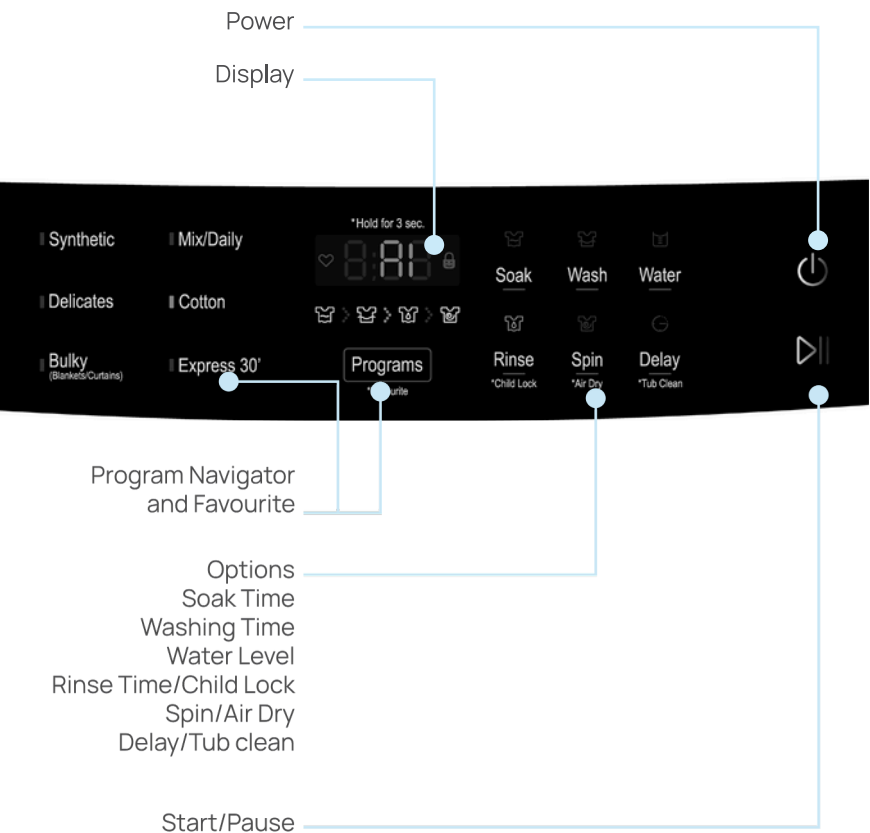 Power
Display
*Hold for 3 sec.
Synthetic
Mix/Daily
AI
Soak
Wash
Water
Delicates
Cotton
Bulky
(Blankets/Curtains)
Express 30'
Programs
Rinse
Spin
Delay
*Child Lock
*Air Dry
*Tub Clean
Program Navigator
and Favourite
Options
Soak Time
Washing Time
Water Level
Rinse Time/Child Lock
Spin/Air Dry
Delay/Tub clean
Start/Pause